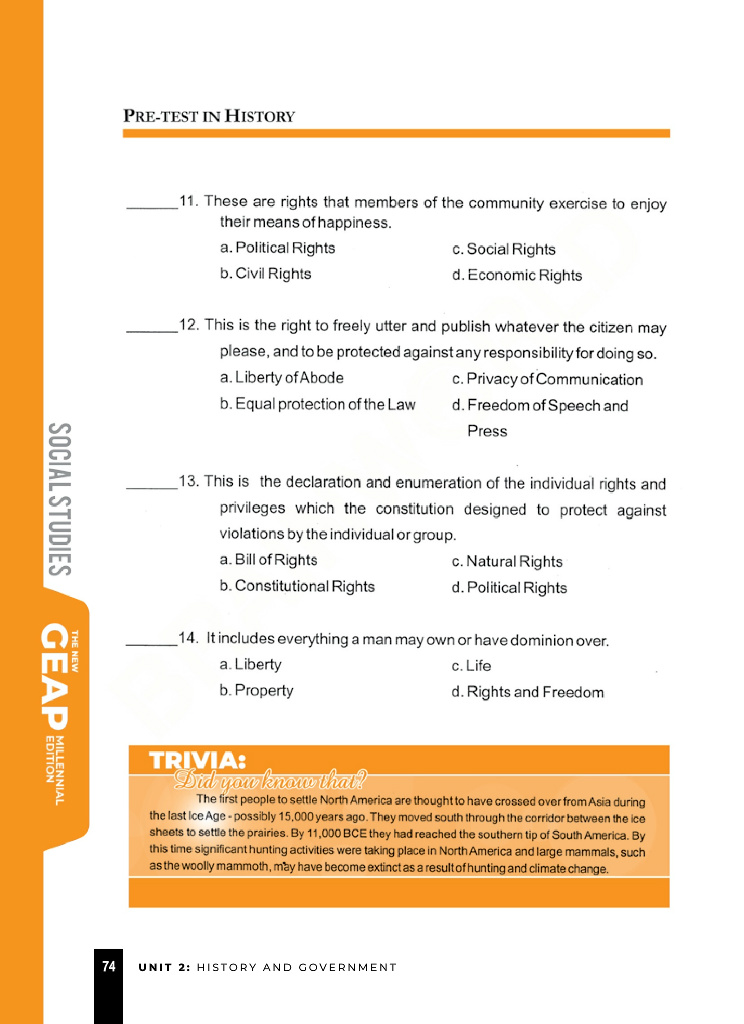 PRE-TEST IN HISTORY
______11. These are rights that members of the community exercise to enjoy
their means of happiness.
a. Political Rights
c. Social Rights
b. Civil Rights
d. Economic Rights
______12. This is the right to freely utter and publish whatever the citizen may
please, and to be protected against any responsibility for doing so.
a. Liberty of Abode
c. Privacy of Communication
b. Equal protection of the Law
d. Freedom of Speech and
Press
______13. This is the declaration and enumeration of the individual rights and
privileges which the constitution designed to protect against
violations by the individual or group.
a. Bill of Rights
c. Natural Rights
b. Constitutional Rights
d. Political Rights
______14. It includes everything a man may own or have dominion over.
a. Liberty
c. Life
b. Property
d. Rights and Freedom
SOCIAL STUDIES
THE NEW
GEAP
MILLENNIAL
EDITION
TRIVIA:
Did you know that?
The first people to settle North America are thought to have crossed over from Asia during
the last Ice Age - possibly 15,000 years ago. They moved south through the corridor between the ice
sheets to settle the prairies. By 11,000 BCE they had reached the southern tip of South America. By
this time significant hunting activities were taking place in North America and large mammals, such
as the woolly mammoth, may have become extinct as a result of hunting and climate change.
74
UNIT 2: HISTORY AND GOVERNMENT